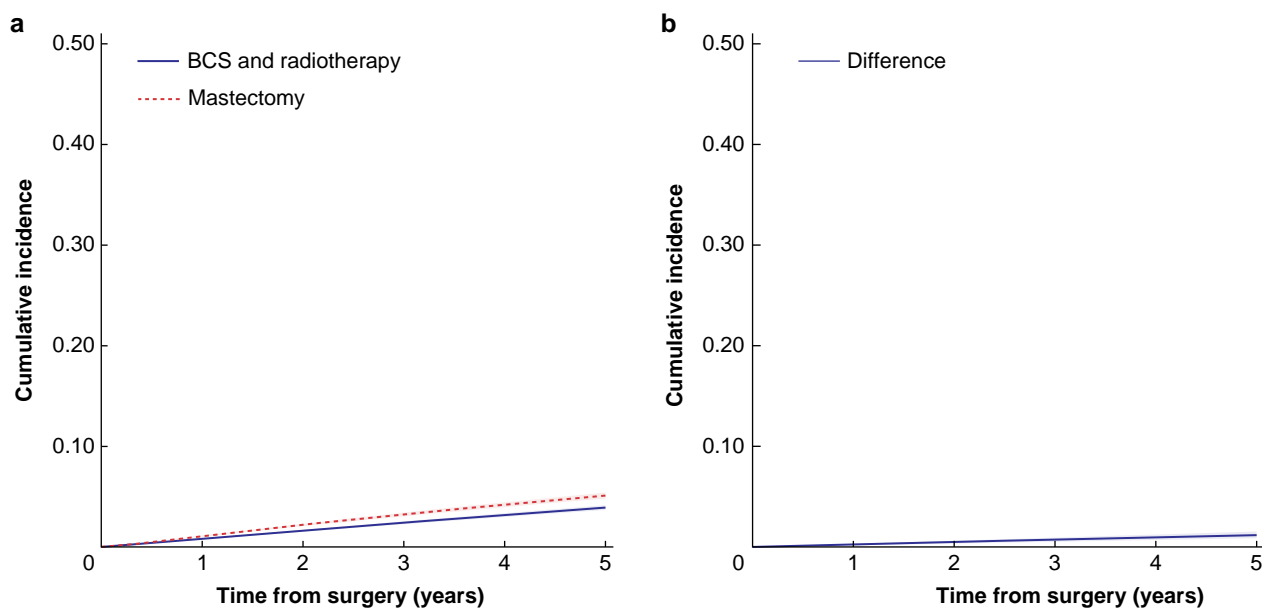 a
0.50
BCS and radiotherapy
Mastectomy
0.40
0.30
0.20
0.10
0
1
2
3
4
5
Cumulative incidence
Time from surgery (years)
b
0.50
Difference
0.40
0.30
0.20
0.10
0
1
2
3
4
5
Cumulative incidence
Time from surgery (years)